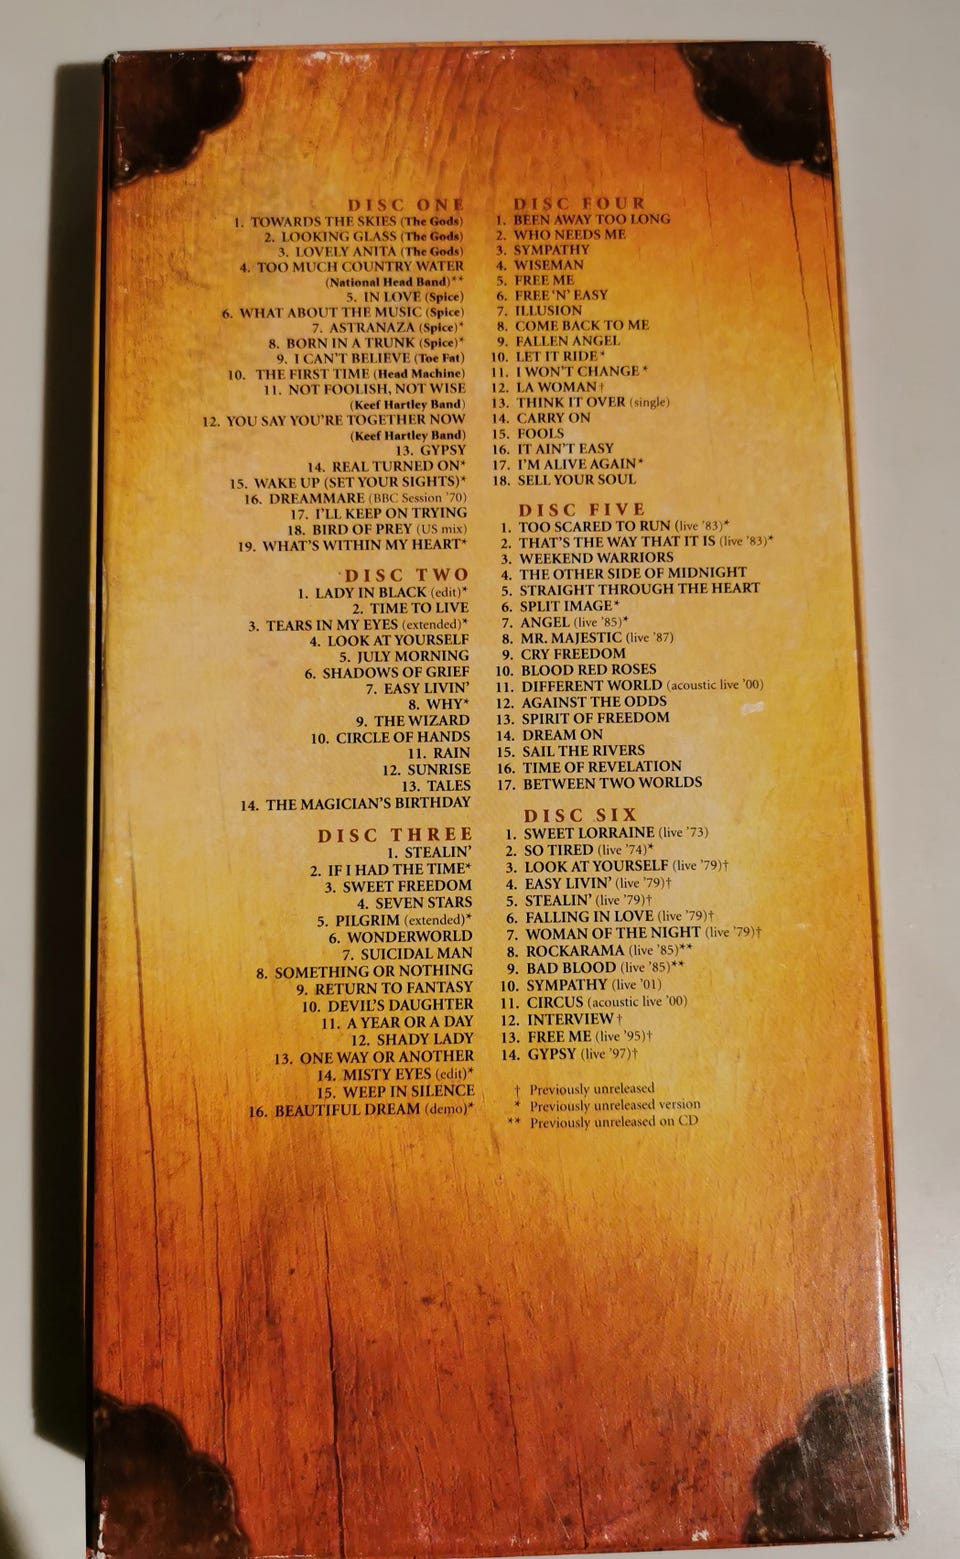 DISC ONE
1. TOWARDS THE SKIES (The Gods)
2. LOOKING GLASS (The Gods)
3. LOVELY ANITA (The Gods)
4. TOO MUCH COUNTRY WATER
(National Head Band)**
5. IN LOVE (Spice)
6. WHAT ABOUT THE MUSIC (Spice)
7. ASTRANAZA (Spice)*
8. BORN IN A TRUNK (Spice)*
9. I CAN'T BELIEVE (Toe Fat)
10. THE FIRST TIME (Head Machine)
11. NOT FOOLISH, NOT WISE
(Keef Hartley Band)
12. YOU SAY YOU'RE TOGETHER NOW
(Keef Hartley Band)
13. GYPSY
14. REAL TURNED ON*
15. WAKE UP (SET YOUR SIGHTS)*
16. DREAMMARE (BBC Session '70)
17. I'LL KEEP ON TRYING
18. BIRD OF PREY (US mix)
19. WHAT'S WITHIN MY HEART*
DISC TWO
1. LADY IN BLACK (edit)*
2. TIME TO LIVE
3. TEARS IN MY EYES (extended)*
4. LOOK AT YOURSELF
5. JULY MORNING
6. SHADOWS OF GRIEF
7. EASY LIVIN'
8. WHY*
9. THE WIZARD
10. CIRCLE OF HANDS
11. RAIN
12. SUNRISE
13. TALES
14. THE MAGICIAN'S BIRTHDAY
DISC THREE
1. STEALIN'
2. IF I HAD THE TIME*
3. SWEET FREEDOM
4. SEVEN STARS
5. PILGRIM (extended)*
6. WONDERWORLD
7. SUICIDAL MAN
8. SOMETHING OR NOTHING
9. RETURN TO FANTASY
10. DEVIL'S DAUGHTER
11. A YEAR OR A DAY
12. SHADY LADY
13. ONE WAY OR ANOTHER
14. MISTY EYES (edit)*
15. WEEP IN SILENCE
16. BEAUTIFUL DREAM (demo)*
DISC FOUR
1. BEEN AWAY TOO LONG
2. WHO NEEDS ME
3. SYMPATHY
4. WISEMAN
5. FREE ME
6. FREE 'N' EASY
7. ILLUSION
8. COME BACK TO ME
9. FALLEN ANGEL
10. LET IT RIDE*
11. I WON'T CHANGE*
12. LA WOMAN†
13. THINK IT OVER (single)
14. CARRY ON
15. FOOLS
16. IT AIN'T EASY
17. I'M ALIVE AGAIN*
18. SELL YOUR SOUL
DISC FIVE
1. TOO SCARED TO RUN (live '83)*
2. THAT'S THE WAY THAT IT IS (live '83)*
3. WEEKEND WARRIORS
4. THE OTHER SIDE OF MIDNIGHT
5. STRAIGHT THROUGH THE HEART
6. SPLIT IMAGE*
7. ANGEL (live '85)*
8. MR. MAJESTIC (live '87)
9. CRY FREEDOM
10. BLOOD RED ROSES
11. DIFFERENT WORLD (acoustic live '00)
12. AGAINST THE ODDS
13. SPIRIT OF FREEDOM
14. DREAM ON
15. SAIL THE RIVERS
16. TIME OF REVELATION
17. BETWEEN TWO WORLDS
DISC SIX
1. SWEET LORRAINE (live '73)
2. SO TIRED (live '74)*
3. LOOK AT YOURSELF (live '79)†
4. EASY LIVIN' (live '79)†
5. STEALIN' (live '79)†
6. FALLING IN LOVE (live '79)†
7. WOMAN OF THE NIGHT (live '79)†
8. ROCKARAMA (live '85)**
9. BAD BLOOD (live '85)**
10. SYMPATHY (live '01)
11. CIRCUS (acoustic live '00)
12. INTERVIEW†
13. FREE ME (live '95)†
14. GYPSY (live '97)†
† Previously unreleased
* Previously unreleased version
** Previously unreleased on CD